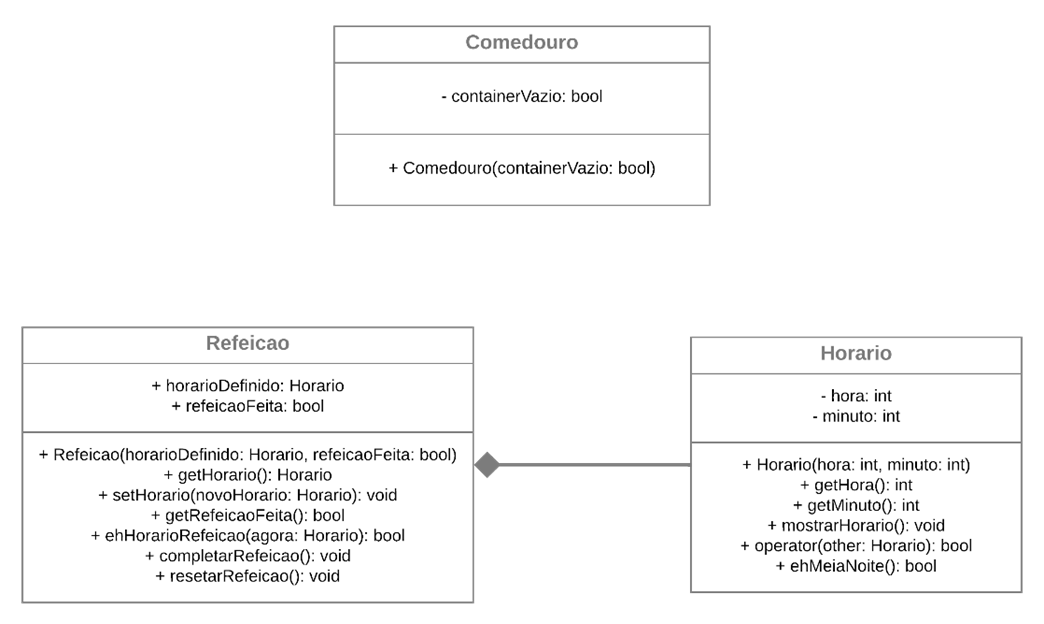 Comedouro
- containerVazio: bool
+ Comedouro(containerVazio: bool)
Refeicao
+ horarioDefinido: Horario
+ refeicaoFeita: bool
+ Refeicao(horarioDefinido: Horario, refeicaoFeita: bool)
+ getHorario(): Horario
+ setHorario(novoHorario: Horario): void
+ getRefeicaoFeita(): bool
+ ehHorarioRefeicao(agora: Horario): bool
+ completarRefeicao(): void
+ resetarRefeicao(): void
Horario
- hora: int
- minuto: int
+ Horario(hora: int, minuto: int)
+ getHora(): int
+ getMinuto(): int
+ mostrarHorario(): void
+ operator(other: Horario): bool
+ ehMeiaNoite(): bool